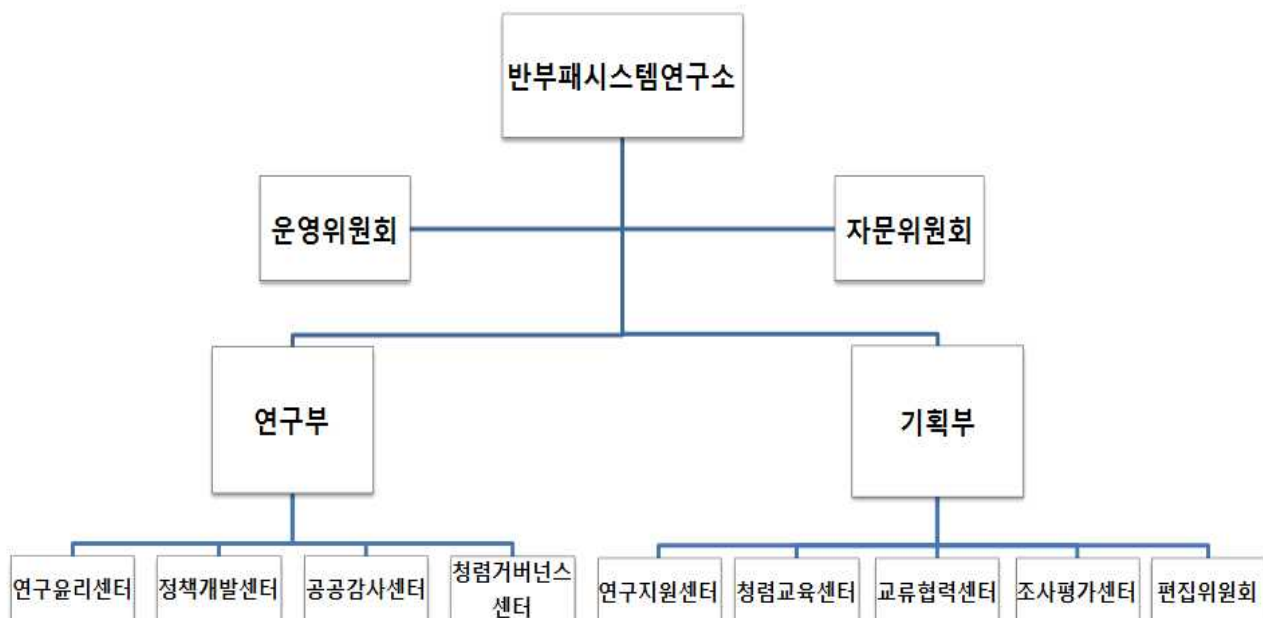 반부패시스템연구소
운영위원회
자문위원회
연구부
기획부
연구윤리센터
정책개발센터
공공감사센터
청렴거버넌스
센터
연구지원센터
청렴교육센터
교류협력센터
조사평가센터
편집위원회